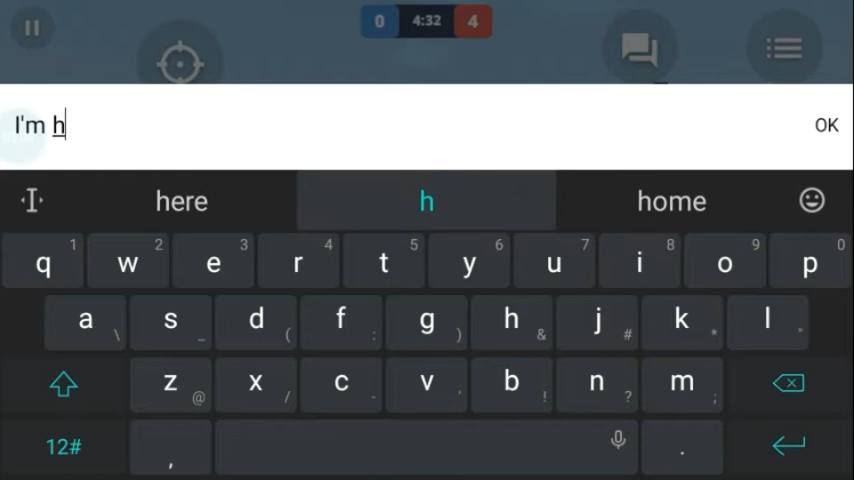 0 4:32 4
I'm h
OK
here h home
1 2 3 4 5 6 7 8 9 0
q w e r t y u i o p
a s d f g h j k l
\ _ ( : ) & # * "
z x c v b n m
@ / - ' ! ? ;
12# , .